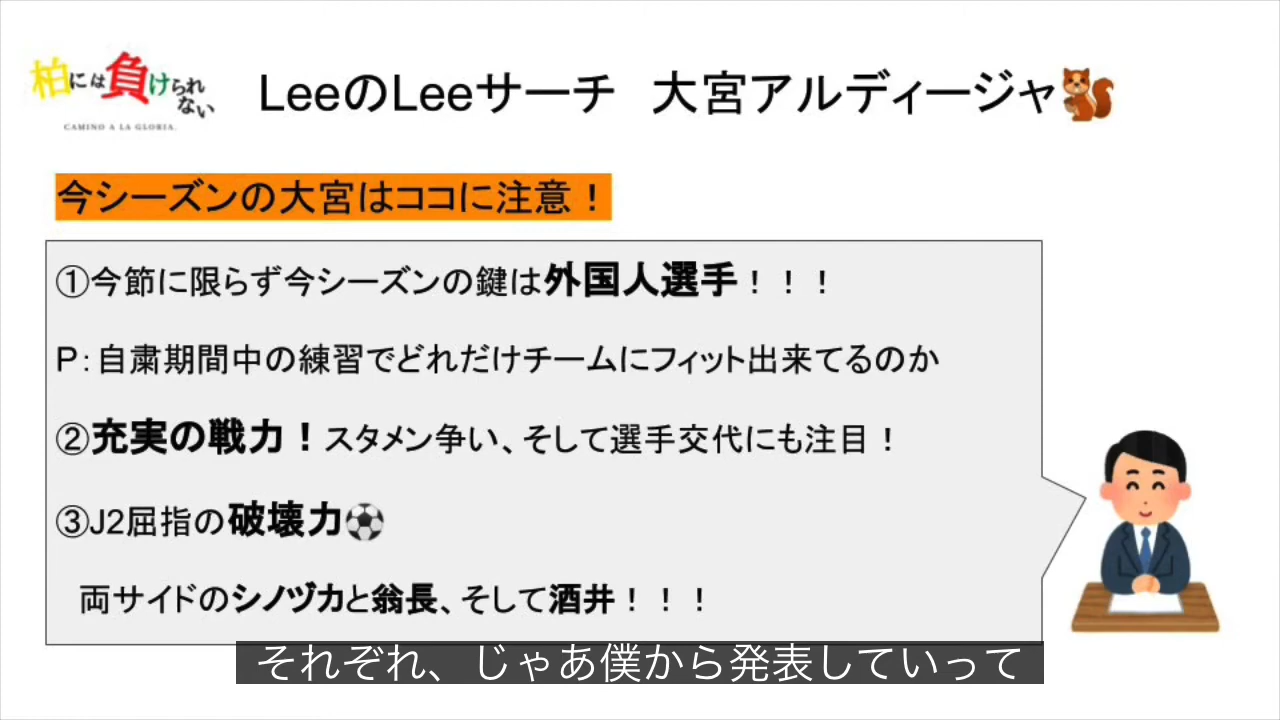 柏には負けられない
CAMINO A LA GLORIA.
LeeのLeeサーチ　大宮アルディージャ🐿️
今シーズンの大宮はココに注意！
①今節に限らず今シーズンの鍵は外国人選手！！！
P：自粛期間中の練習でどれだけチームにフィット出来てるのか
②充実の戦力！スタメン争い、そして選手交代にも注目！
③J2屈指の破壊力⚽
両サイドのシノヅカと翁長、そして酒井！！！
それぞれ、じゃあ僕から発表していって